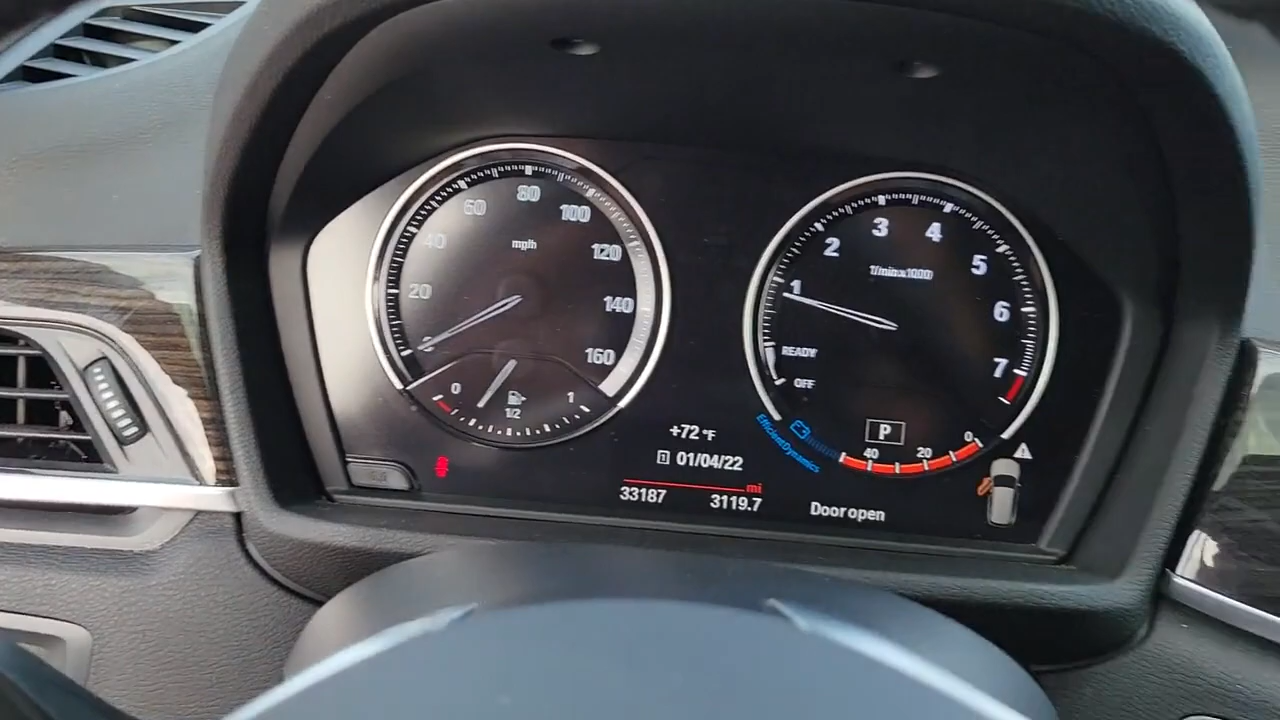 80
60
100
mph
40
120
20
140
0
160
0
1
1/2
3
2
4
1/min x 1000
5
1
6
READY
7
OFF
EfficientDynamics
P
40
20
0
+72 °F
1 01/04/22
mi
33187
3119.7
Door open